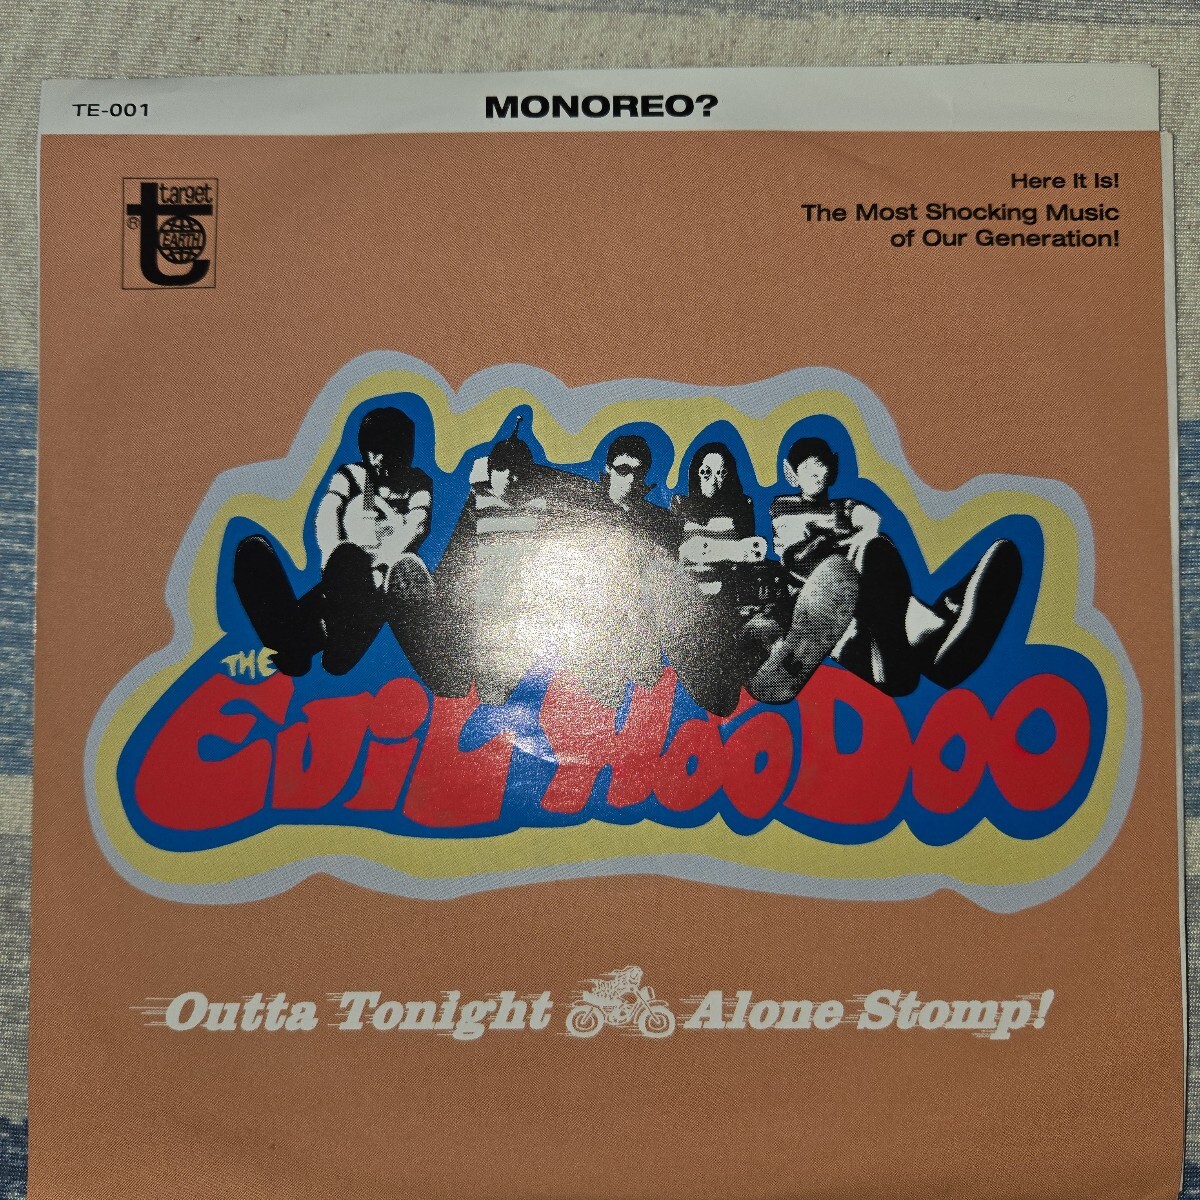 TE-001
MONOREO?
target
®
EARTH
Here It Is!
The Most Shocking Music
of Our Generation!
THE
Evil HooDoo
Outta Tonight Alone Stomp!